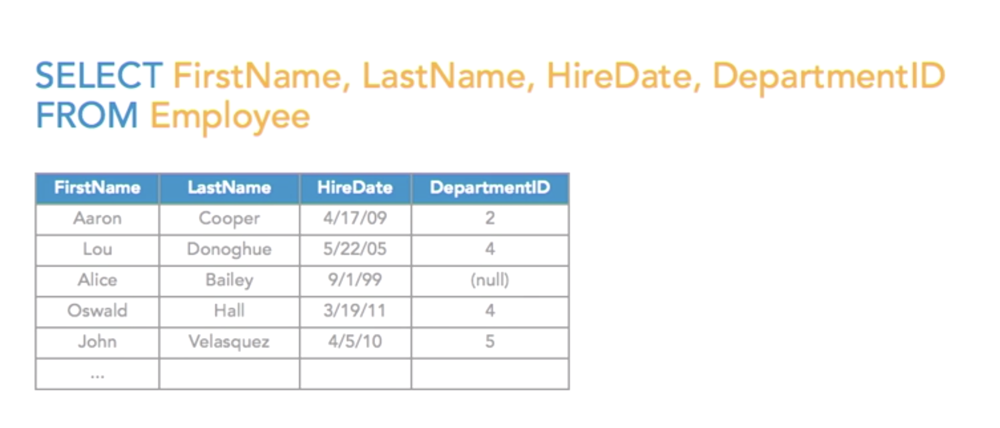 SELECT FirstName, LastName, HireDate, DepartmentID
FROM Employee
FirstName LastName HireDate DepartmentID
Aaron Cooper 4/17/09 2
Lou Donoghue 5/22/05 4
Alice Bailey 9/1/99 (null)
Oswald Hall 3/19/11 4
John Velasquez 4/5/10 5
...